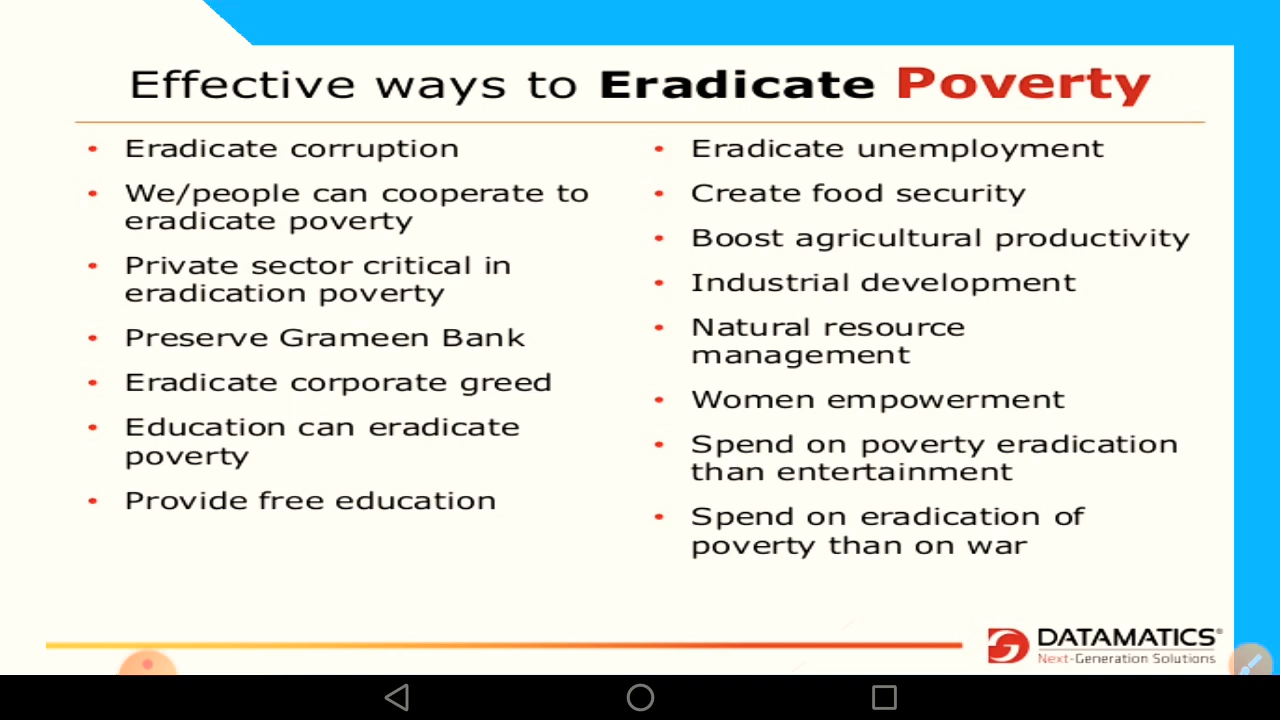 Effective ways to Eradicate Poverty
• Eradicate corruption
• We/people can cooperate to
eradicate poverty
• Private sector critical in
eradication poverty
• Preserve Grameen Bank
• Eradicate corporate greed
• Education can eradicate
poverty
• Provide free education
• Eradicate unemployment
• Create food security
• Boost agricultural productivity
• Industrial development
• Natural resource
management
• Women empowerment
• Spend on poverty eradication
than entertainment
• Spend on eradication of
poverty than on war
DATAMATICS®
Next-Generation Solutions